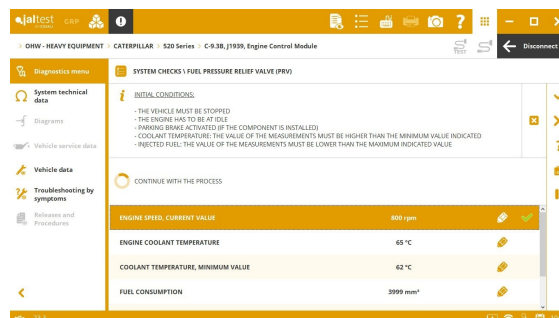 jaltest CRP
OHW - HEAVY EQUIPMENT > CATERPILLAR > 520 Series > C-9.3B, J1939, Engine Control Module
Disconnect
Diagnostics menu
SYSTEM CHECKS \ FUEL PRESSURE RELIEF VALVE (PRV)
System technical
data
Diagrams
Vehicle service data
Vehicle data
Troubleshooting by
symptoms
Releases and
Procedures
INITIAL CONDITIONS:
- THE VEHICLE MUST BE STOPPED
- THE ENGINE HAS TO BE AT IDLE
- PARKING BRAKE ACTIVATED (IF THE COMPONENT IS INSTALLED)
- COOLANT TEMPERATURE: THE VALUE OF THE MEASUREMENTS MUST BE HIGHER THAN THE MINIMUM VALUE INDICATED
- INJECTED FUEL: THE VALUE OF THE MEASUREMENTS MUST BE LOWER THAN THE MAXIMUM INDICATED VALUE
CONTINUE WITH THE PROCESS
ENGINE SPEED, CURRENT VALUE 800 rpm
ENGINE COOLANT TEMPERATURE 65 °C
COOLANT TEMPERATURE, MINIMUM VALUE 62 °C
FUEL CONSUMPTION 3999 mm³